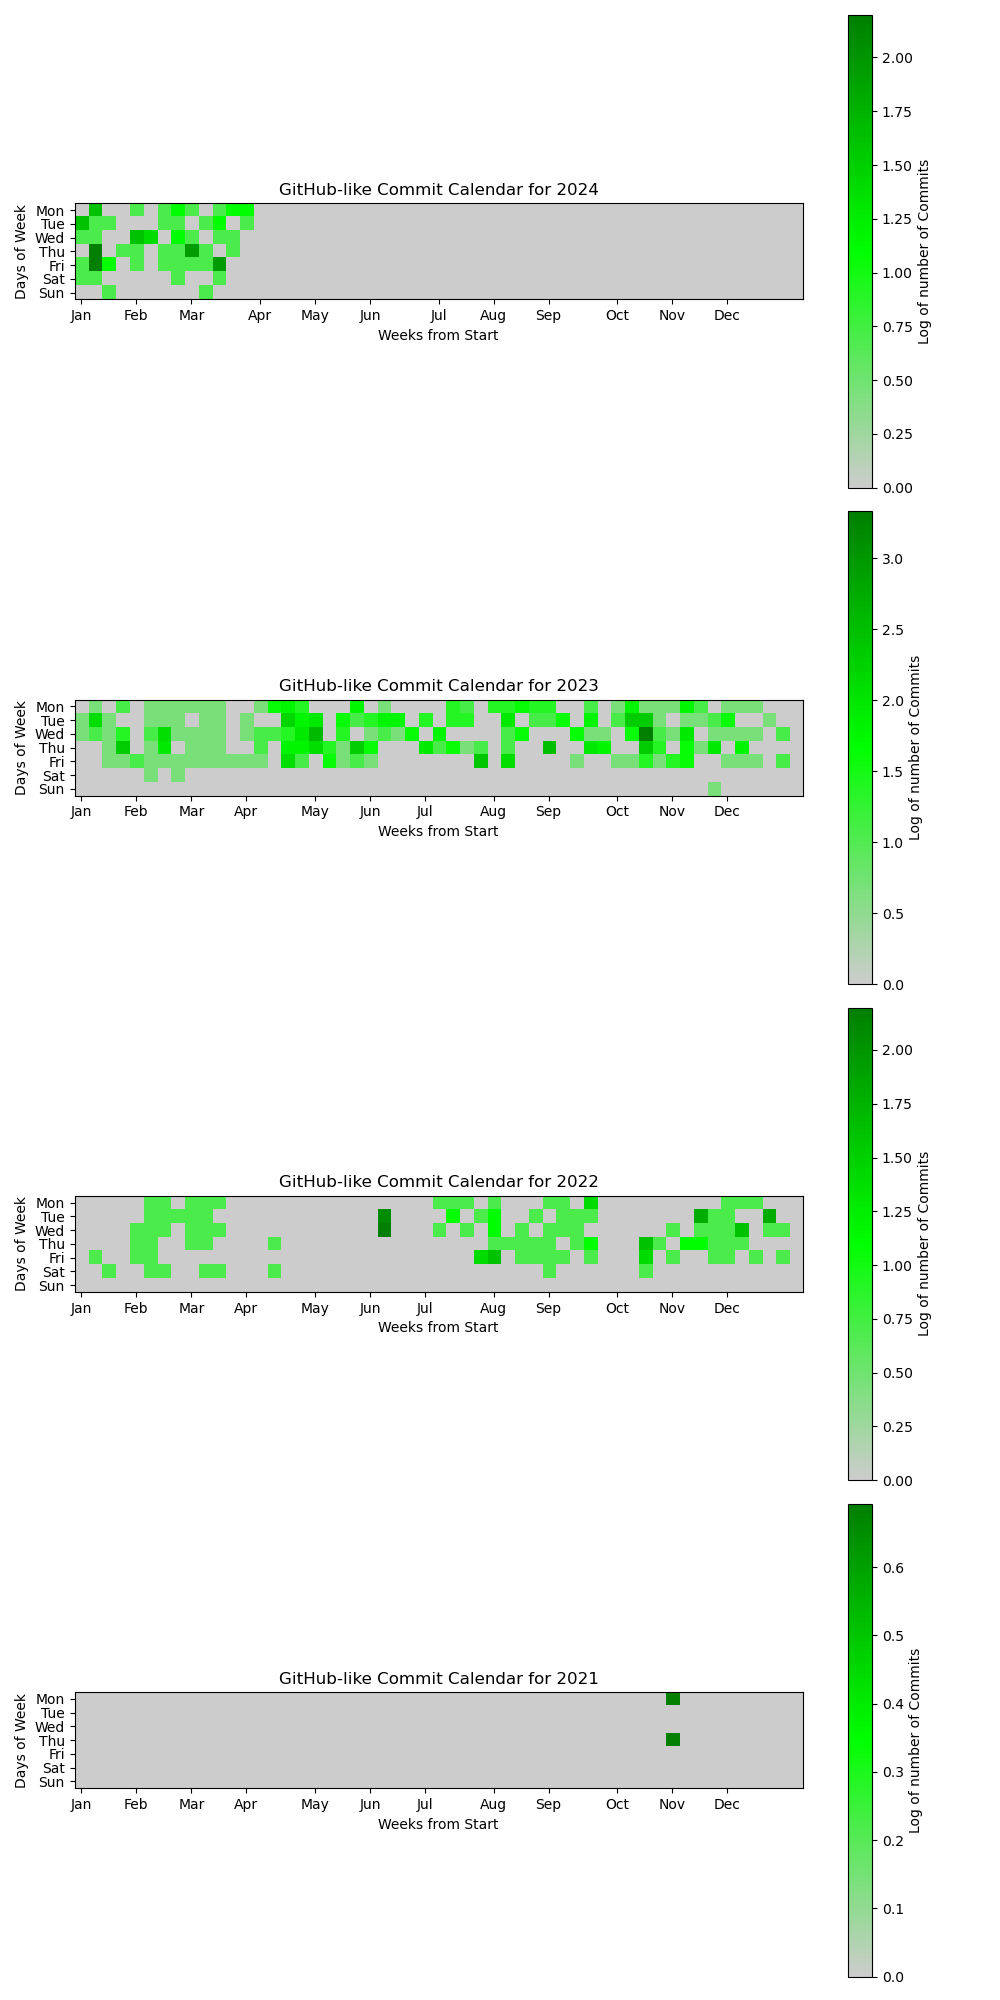 GitHub-like Commit Calendar for 2024
Days of Week
Mon
Tue
Wed
Thu
Fri
Sat
Sun
Jan Feb Mar Apr May Jun Jul Aug Sep Oct Nov Dec
Weeks from Start
2.00
1.75
1.50
1.25
1.00
0.75
0.50
0.25
0.00
Log of number of Commits
GitHub-like Commit Calendar for 2023
Days of Week
Mon
Tue
Wed
Thu
Fri
Sat
Sun
Jan Feb Mar Apr May Jun Jul Aug Sep Oct Nov Dec
Weeks from Start
3.0
2.5
2.0
1.5
1.0
0.5
0.0
Log of number of Commits
GitHub-like Commit Calendar for 2022
Days of Week
Mon
Tue
Wed
Thu
Fri
Sat
Sun
Jan Feb Mar Apr May Jun Jul Aug Sep Oct Nov Dec
Weeks from Start
2.00
1.75
1.50
1.25
1.00
0.75
0.50
0.25
0.00
Log of number of Commits
GitHub-like Commit Calendar for 2021
Days of Week
Mon
Tue
Wed
Thu
Fri
Sat
Sun
Jan Feb Mar Apr May Jun Jul Aug Sep Oct Nov Dec
Weeks from Start
0.6
0.5
0.4
0.3
0.2
0.1
0.0
Log of number of Commits